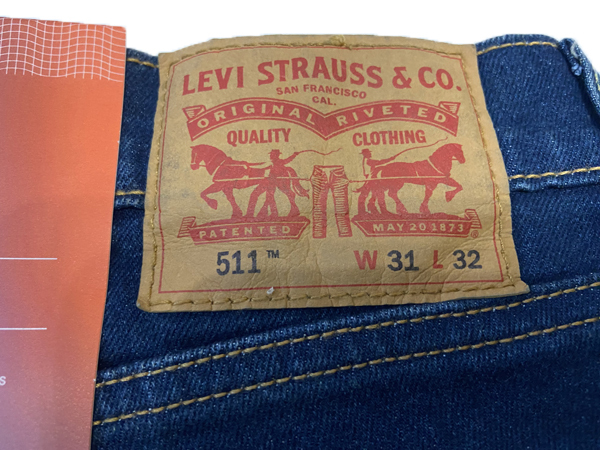 LEVI STRAUSS & CO.
SAN FRANCISCO
CAL.
ORIGINAL RIVETED
QUALITY CLOTHING
PATENTED MAY 20 1873
511™ W 31 L 32
s